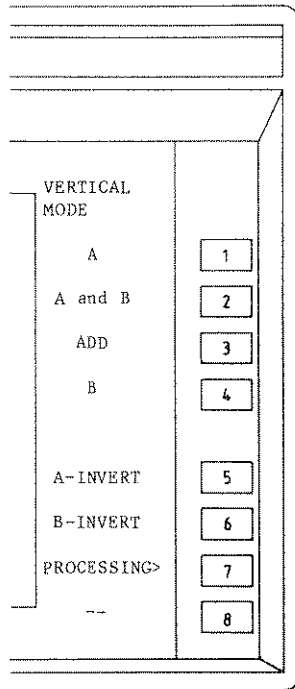 VERTICAL
MODE
A 1
A and B 2
ADD 3
B 4
A-INVERT 5
B-INVERT 6
PROCESSING> 7
-- 8